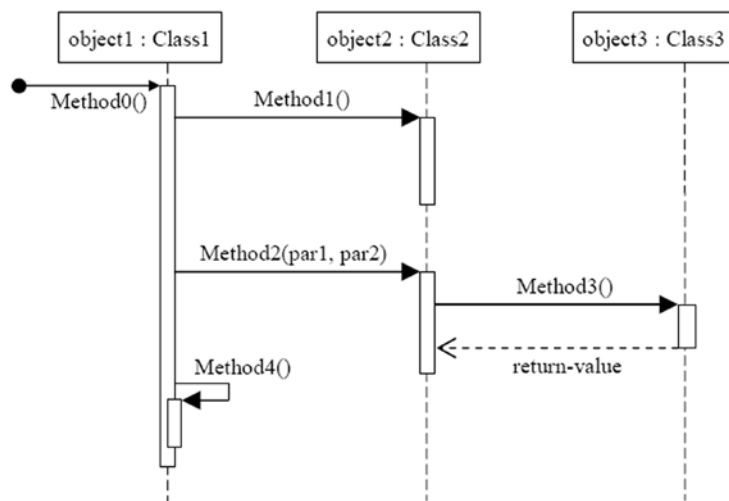 object1 : Class1
object2 : Class2
object3 : Class3
Method0()
Method1()
Method2(par1, par2)
Method3()
return-value
Method4()